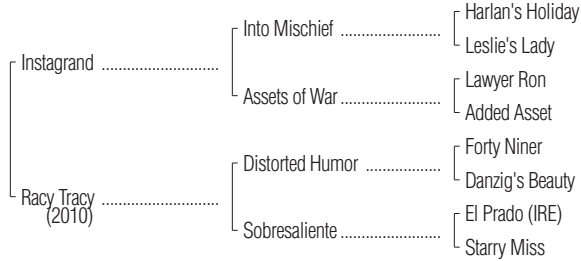 Harlan's Holiday
Into Mischief ....................
Leslie's Lady
Instagrand ........................
Lawyer Ron
Assets of War ....................
Added Asset
Forty Niner
Distorted Humor ...............
Danzig's Beauty
Racy Tracy ........................
(2010)
El Prado (IRE)
Sobresaliente ....................
Starry Miss